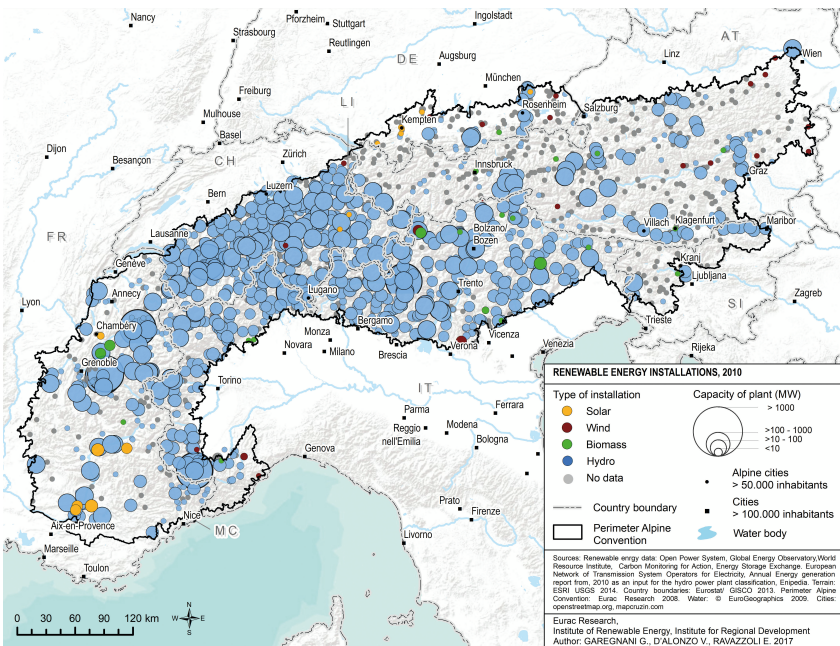 Nancy
Pforzheim
Stuttgart
Ingolstadt
Strasbourg
Reutlingen
DE
Augsburg
AT
Linz
Wien
München
Freiburg
LI
Rosenheim
Salzburg
Mulhouse
Kempten
Basel
Dijon
Besançon
CH
Zürich
Innsbruck
Graz
Luzern
Bern
FR
Lausanne
Bolzano/
Bozen
Villach
Klagenfurt
Maribor
Genève
Kranj
Ljubljana
Annecy
Lugano
Trento
Lyon
SI
Zagreb
Chambéry
Bergamo
Trieste
Monza
Vicenza
Novara
Milano
Brescia
Verona
Venezia
Rijeka
Grenoble
Torino
IT
Parma
Ferrara
Reggio
nell'Emilia
Modena
Bologna
Genova
Prato
Firenze
Nice
MC
Aix-en-Provence
Marseille
Livorno
Toulon
0 30 60 120 km
N
W E
S
RENEWABLE ENERGY INSTALLATIONS, 2010
Type of installation
Solar
Wind
Biomass
Hydro
No data
Capacity of plant (MW)
> 1000
>100 - 1000
>10 - 100
<10
Alpine cities
> 50.000 inhabitants
Cities
> 100.000 inhabitants
Country boundary
Perimeter Alpine
Convention
Water body
Sources: Renewable enrgy data: Open Power System, Global Energy Observatory,World
Resource Institute, Carbon Monitoring for Action, Energy Storage Exchange. European
Network of Transmission System Operators for Electricity, Annual Energy generation
report from, 2010 as an input for the hydro power plant classification, Enipedia. Terrain:
ESRI USGS 2014. Country boundaries: Eurostat/ GISCO 2013. Perimeter Alpine
Convention: Eurac Research 2008. Water: © EuroGeographics 2009. Cities:
openstreetmap.org, mapcruzin.com
Eurac Research,
Institute of Renewable Energy, Institute for Regional Development
Author: GAREGNANI G., D'ALONZO V., RAVAZZOLI E. 2017